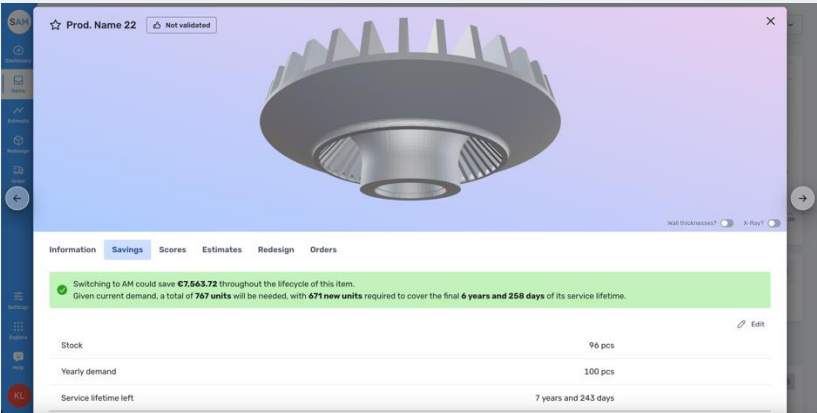 SAM
Prod. Name 22
Not validated
Dashboard
Items
Estimate
Redesign
Order
Wall thicknesses?
X-Ray?
Information Savings Scores Estimates Redesign Orders
Switching to AM could save €7,563.72 throughout the lifecycle of this item.
Given current demand, a total of 767 units will be needed, with 671 new units required to cover the final 6 years and 258 days of its service lifetime.
Settings
Edit
Explore
Stock 96 pcs
Help
Yearly demand 100 pcs
KL
Service lifetime left 7 years and 243 days